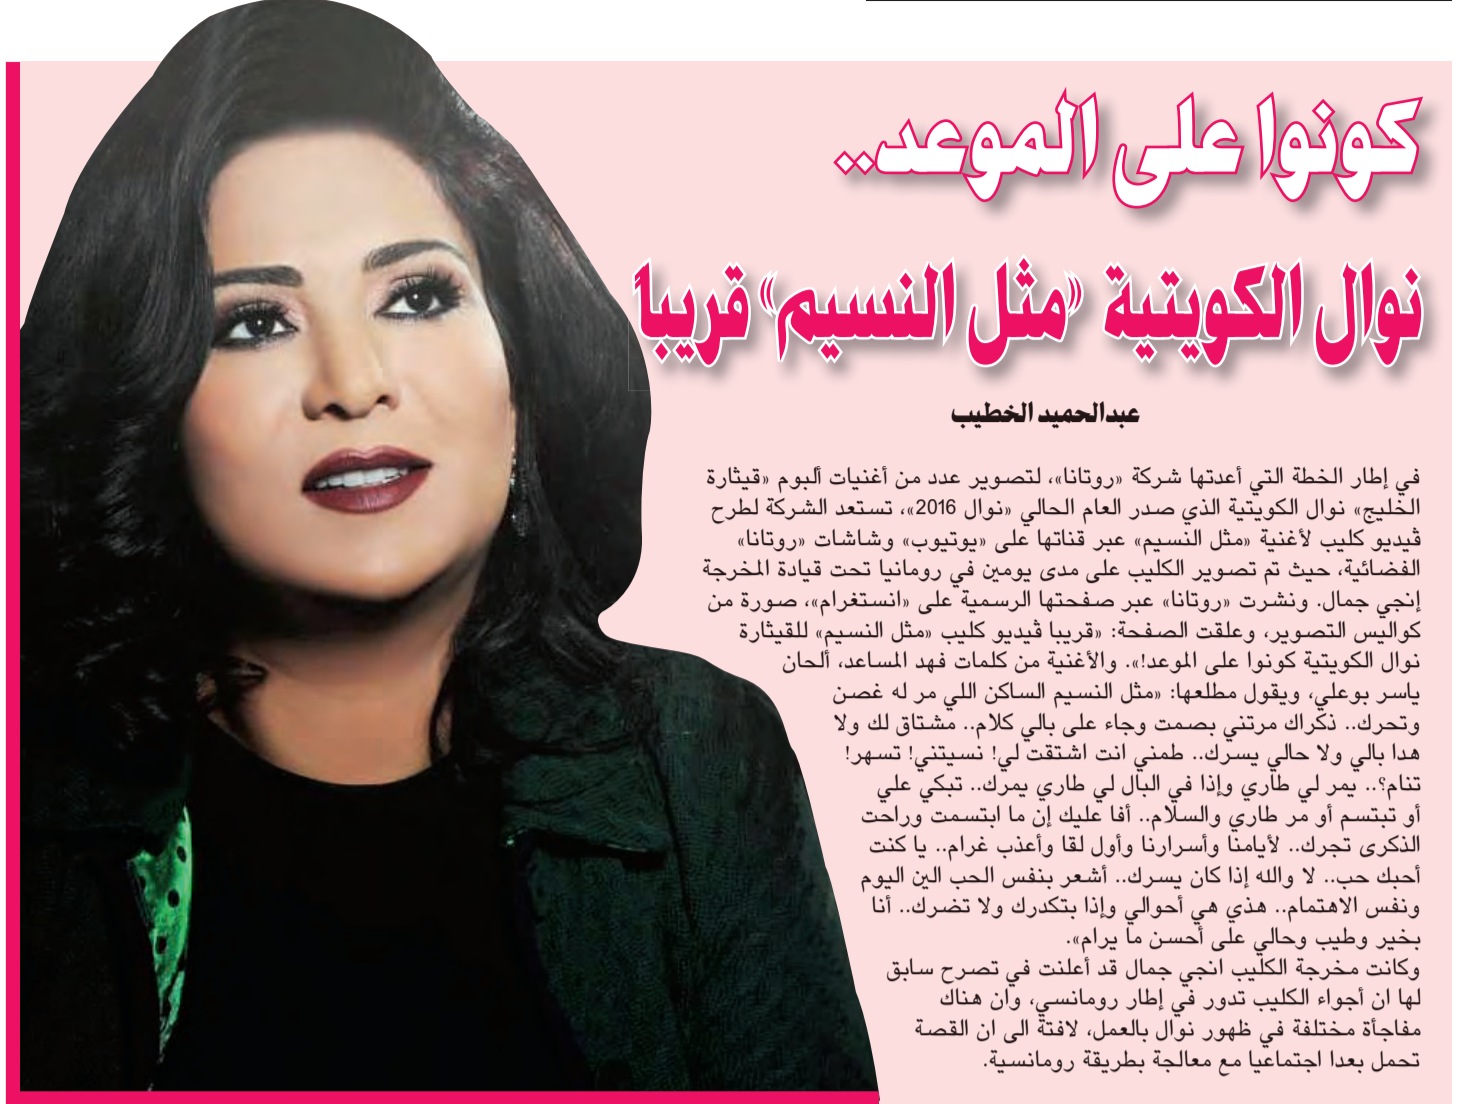 كونوا على الموعد..
نوال الكويتية «مثل النسيم» قريباً
عبدالحميد الخطيب
في إطار الخطة التي أعدتها شركة «روتانا»، لتصوير عدد من أغنيات ألبوم «قيثارة
الخليج» نوال الكويتية الذي صدر العام الحالي «نوال 2016»، تستعد الشركة لطرح
ڤيديو كليب لأغنية «مثل النسيم» عبر قناتها على «يوتيوب» وشاشات «روتانا»
الفضائية، حيث تم تصوير الكليب على مدى يومين في رومانيا تحت قيادة المخرجة
إنجي جمال. ونشرت «روتانا» عبر صفحتها الرسمية على «انستغرام»، صورة من
كواليس التصوير، وعلقت الصفحة: «قريبا ڤيديو كليب «مثل النسيم» للقيثارة
نوال الكويتية كونوا على الموعد!». والأغنية من كلمات فهد المساعد، ألحان
ياسر بوعلي، ويقول مطلعها: «مثل النسيم الساكن اللي مر له غصن
وتحرك.. ذكراك مرتني بصمت وجاء على بالي كلام.. مشتاق لك ولا
هدا بالي ولا حالي يسرك.. طمني انت اشتقت لي! نسيتني! تسهر!
تنام؟.. يمر لي طاري وإذا في البال لي طاري يمرك.. تبكي علي
أو تبتسم أو مر طاري والسلام.. أفا عليك إن ما ابتسمت وراحت
الذكرى تجرك.. لأيامنا وأسرارنا وأول لقا وأعذب غرام.. يا كنت
أحبك حب.. لا والله إذا كان يسرك.. أشعر بنفس الحب الين اليوم
ونفس الاهتمام.. هذي هي أحوالي وإذا بتكدرك ولا تضرك.. أنا
بخير وطيب وحالي على أحسن ما يرام».
وكانت مخرجة الكليب انجي جمال قد أعلنت في تصرح سابق
لها ان أجواء الكليب تدور في إطار رومانسي، وان هناك
مفاجأة مختلفة في ظهور نوال بالعمل، لافتة الى ان القصة
تحمل بعدا اجتماعيا مع معالجة بطريقة رومانسية.